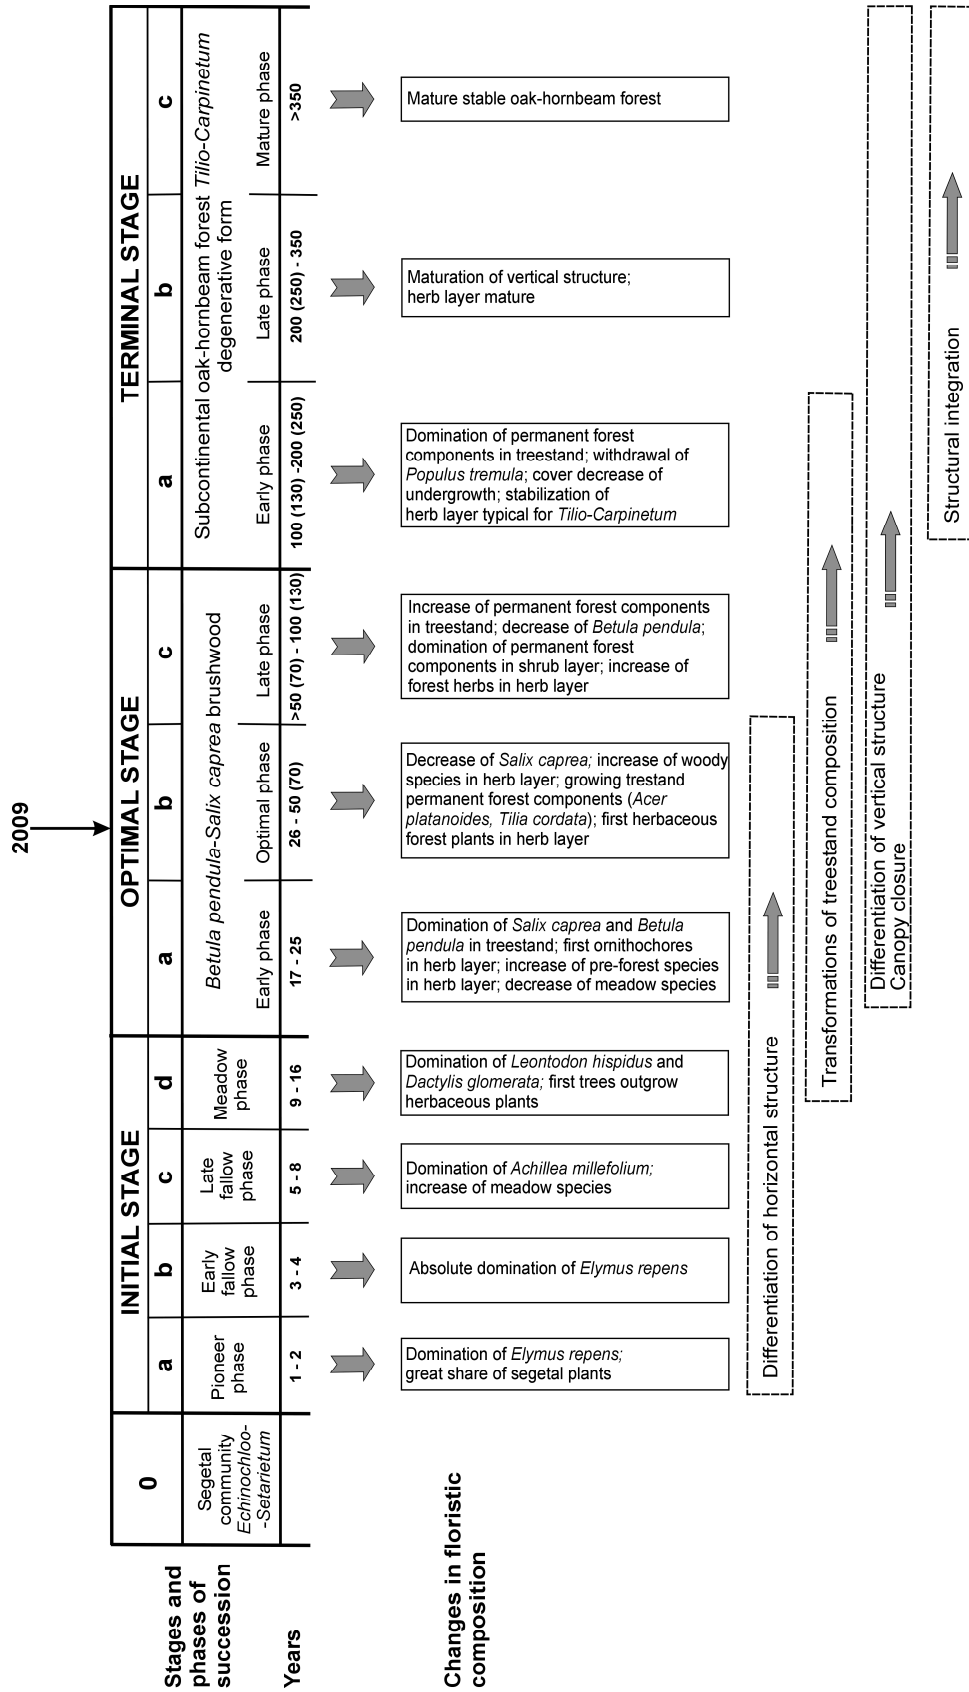 2009
Stages and
phases of
succession
0
INITIAL STAGE
OPTIMAL STAGE
TERMINAL STAGE
a
b
c
d
a
b
c
a
b
c
Segetal
community
Echinochloo-
-Setarietum
Pioneer
phase
Early
fallow
phase
Late
fallow
phase
Meadow
phase
Betula pendula-Salix caprea brushwood
Early phase
Optimal phase
Late phase
Subcontinental oak-hornbeam forest Tilio-Carpinetum
degenerative form
Early phase
Late phase
Mature phase
Years
1 - 2
3 - 4
5 - 8
9 - 16
17 - 25
26 - 50 (70)
>50 (70) - 100 (130)
100 (130) -200 (250)
200 (250) - 350
>350
Changes in floristic
composition
Domination of Elymus repens;
great share of segetal plants
Absolute domination of Elymus repens
Domination of Achillea millefolium;
increase of meadow species
Domination of Leontodon hispidus and
Dactylis glomerata; first trees outgrow
herbaceous plants
Domination of Salix caprea and Betula
pendula in treestand; first ornithochores
in herb layer; increase of pre-forest species
in herb layer; decrease of meadow species
Decrease of Salix caprea; increase of woody
species in herb layer; growing trestand
permanent forest components (Acer
platanoides, Tilia cordata); first herbaceous
forest plants in herb layer
Increase of permanent forest components
in treestand; decrease of Betula pendula;
domination of permanent forest
components in shrub layer; increase of
forest herbs in herb layer
Domination of permanent forest
components in treestand; withdrawal of
Populus tremula; cover decrease of
undergrowth; stabilization of
herb layer typical for Tilio-Carpinetum
Maturation of vertical structure;
herb layer mature
Mature stable oak-hornbeam forest
Differentiation of horizontal structure
Transformations of treestand composition
Differentiation of vertical structure
Canopy closure
Structural integration